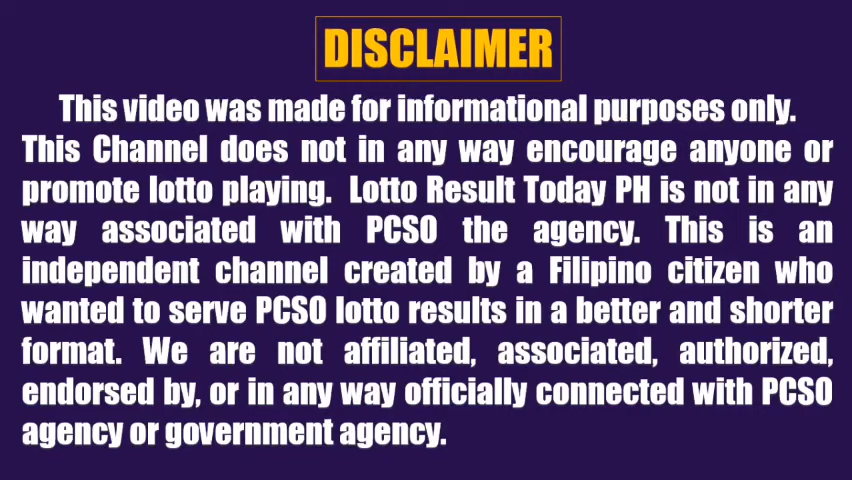 DISCLAIMER
This video was made for informational purposes only.
This Channel does not in any way encourage anyone or
promote lotto playing. Lotto Result Today PH is not in any
way associated with PCSO the agency. This is an
independent channel created by a Filipino citizen who
wanted to serve PCSO lotto results in a better and shorter
format. We are not affiliated, associated, authorized,
endorsed by, or in any way officially connected with PCSO
agency or government agency.